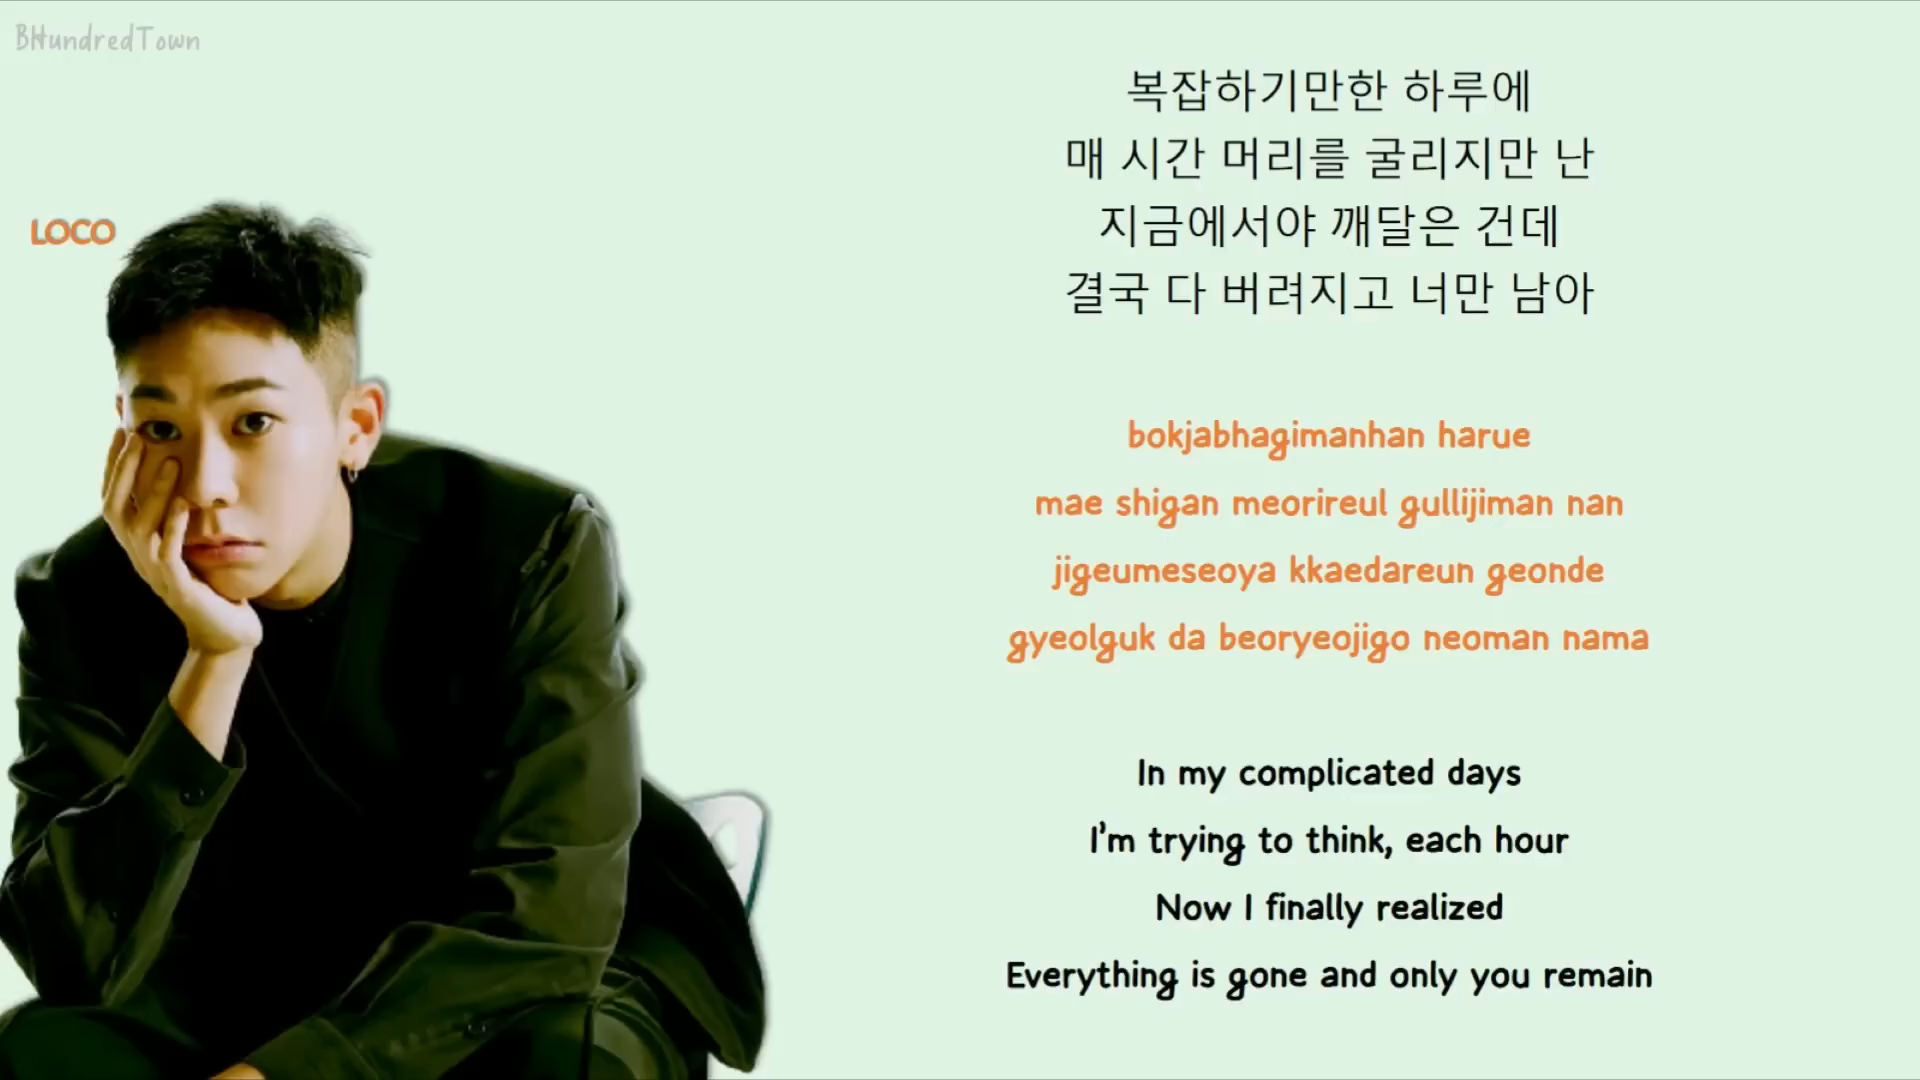 BHundredTown
LOCO
복잡하기만한 하루에
매 시간 머리를 굴리지만 난
지금에서야 깨달은 건데
결국 다 버려지고 너만 남아
bokjabhagimanhan harue
mae shigan meorireul gullijiman nan
jigeumeseoya kkaedareun geonde
gyeolguk da beoryeojigo neoman nama
In my complicated days
I'm trying to think, each hour
Now I finally realized
Everything is gone and only you remain